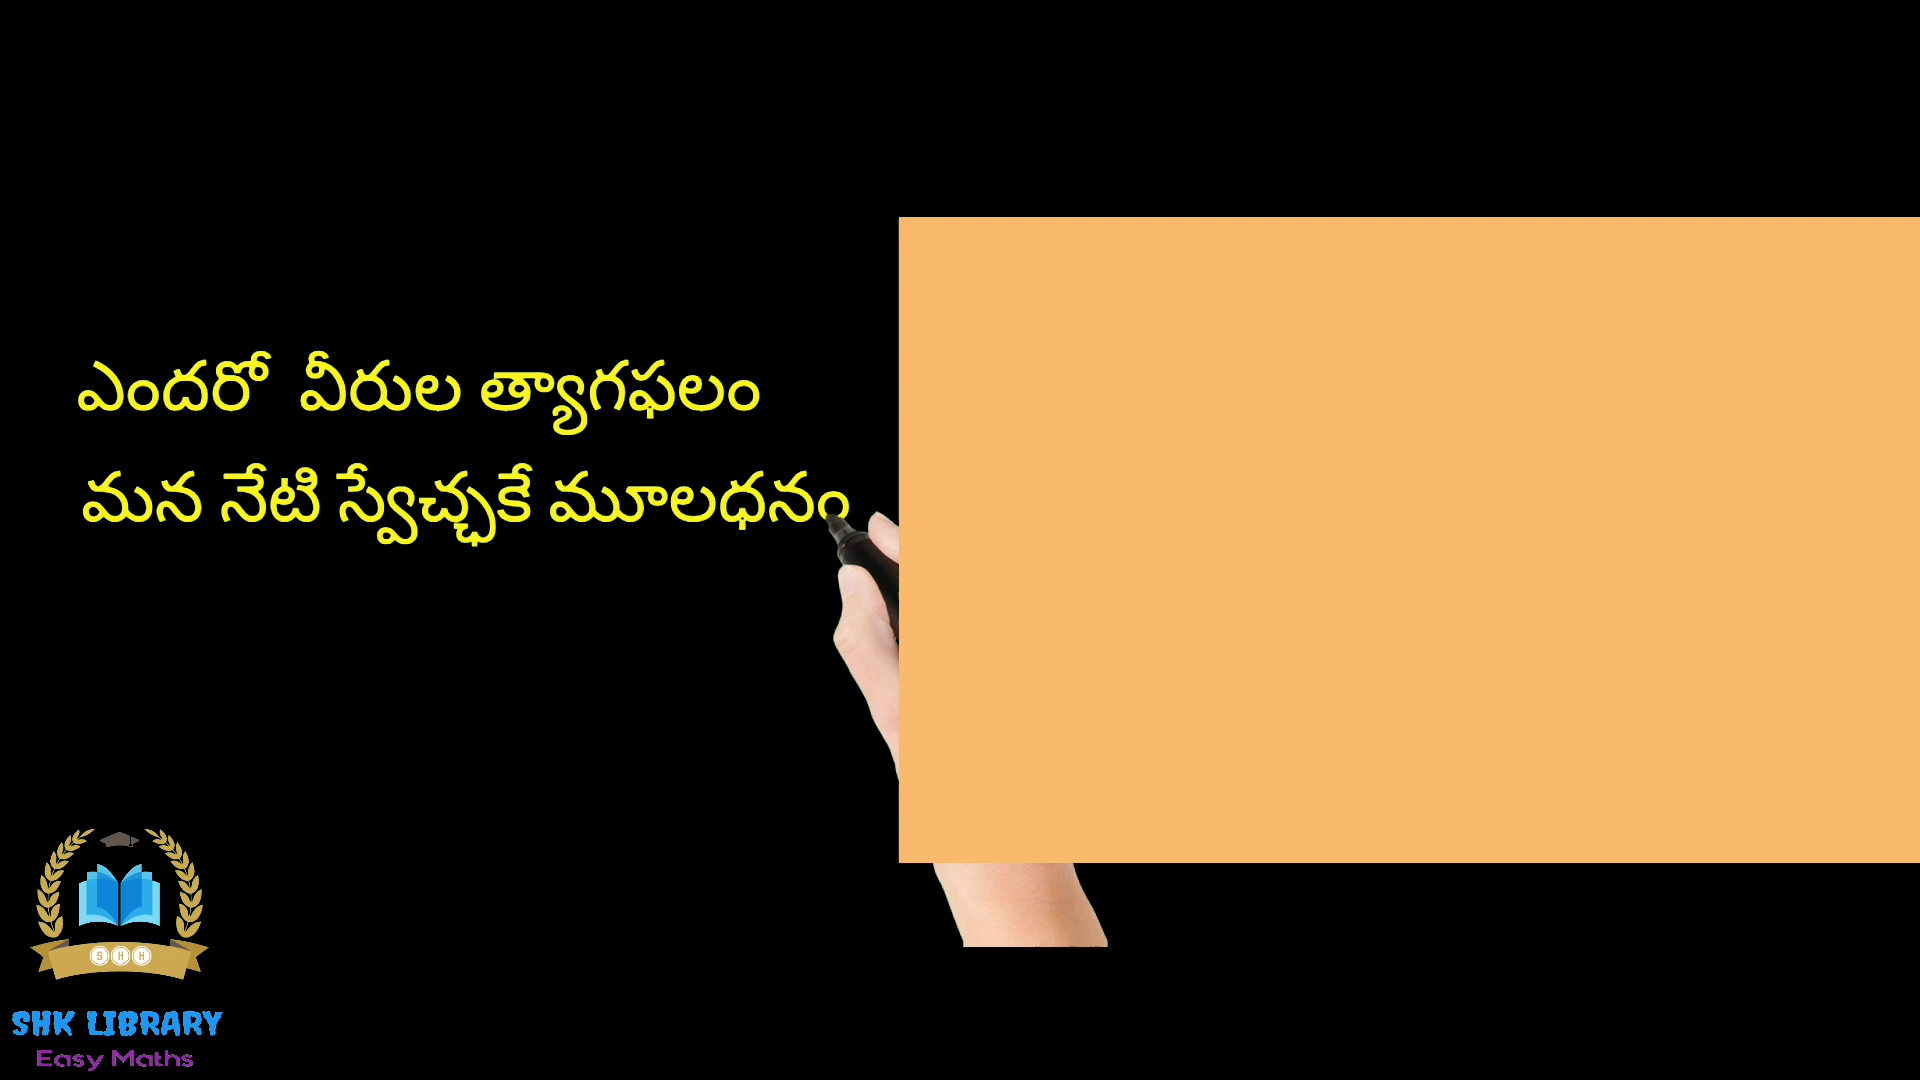 ఎందరో వీరుల త్యాగఫలం
మన నేటి స్వేచ్ఛకే మూలధనం
S H H
SHK LIBRARY
Easy Maths